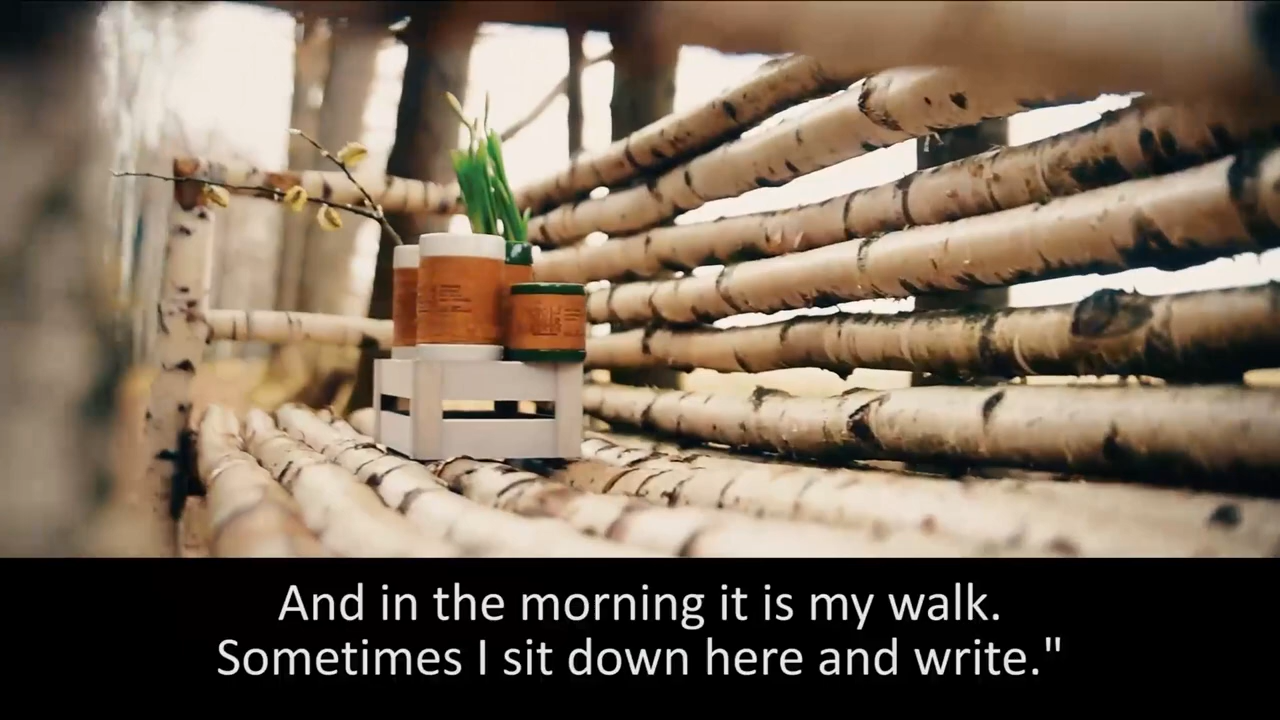 And in the morning it is my walk.
Sometimes I sit down here and write."